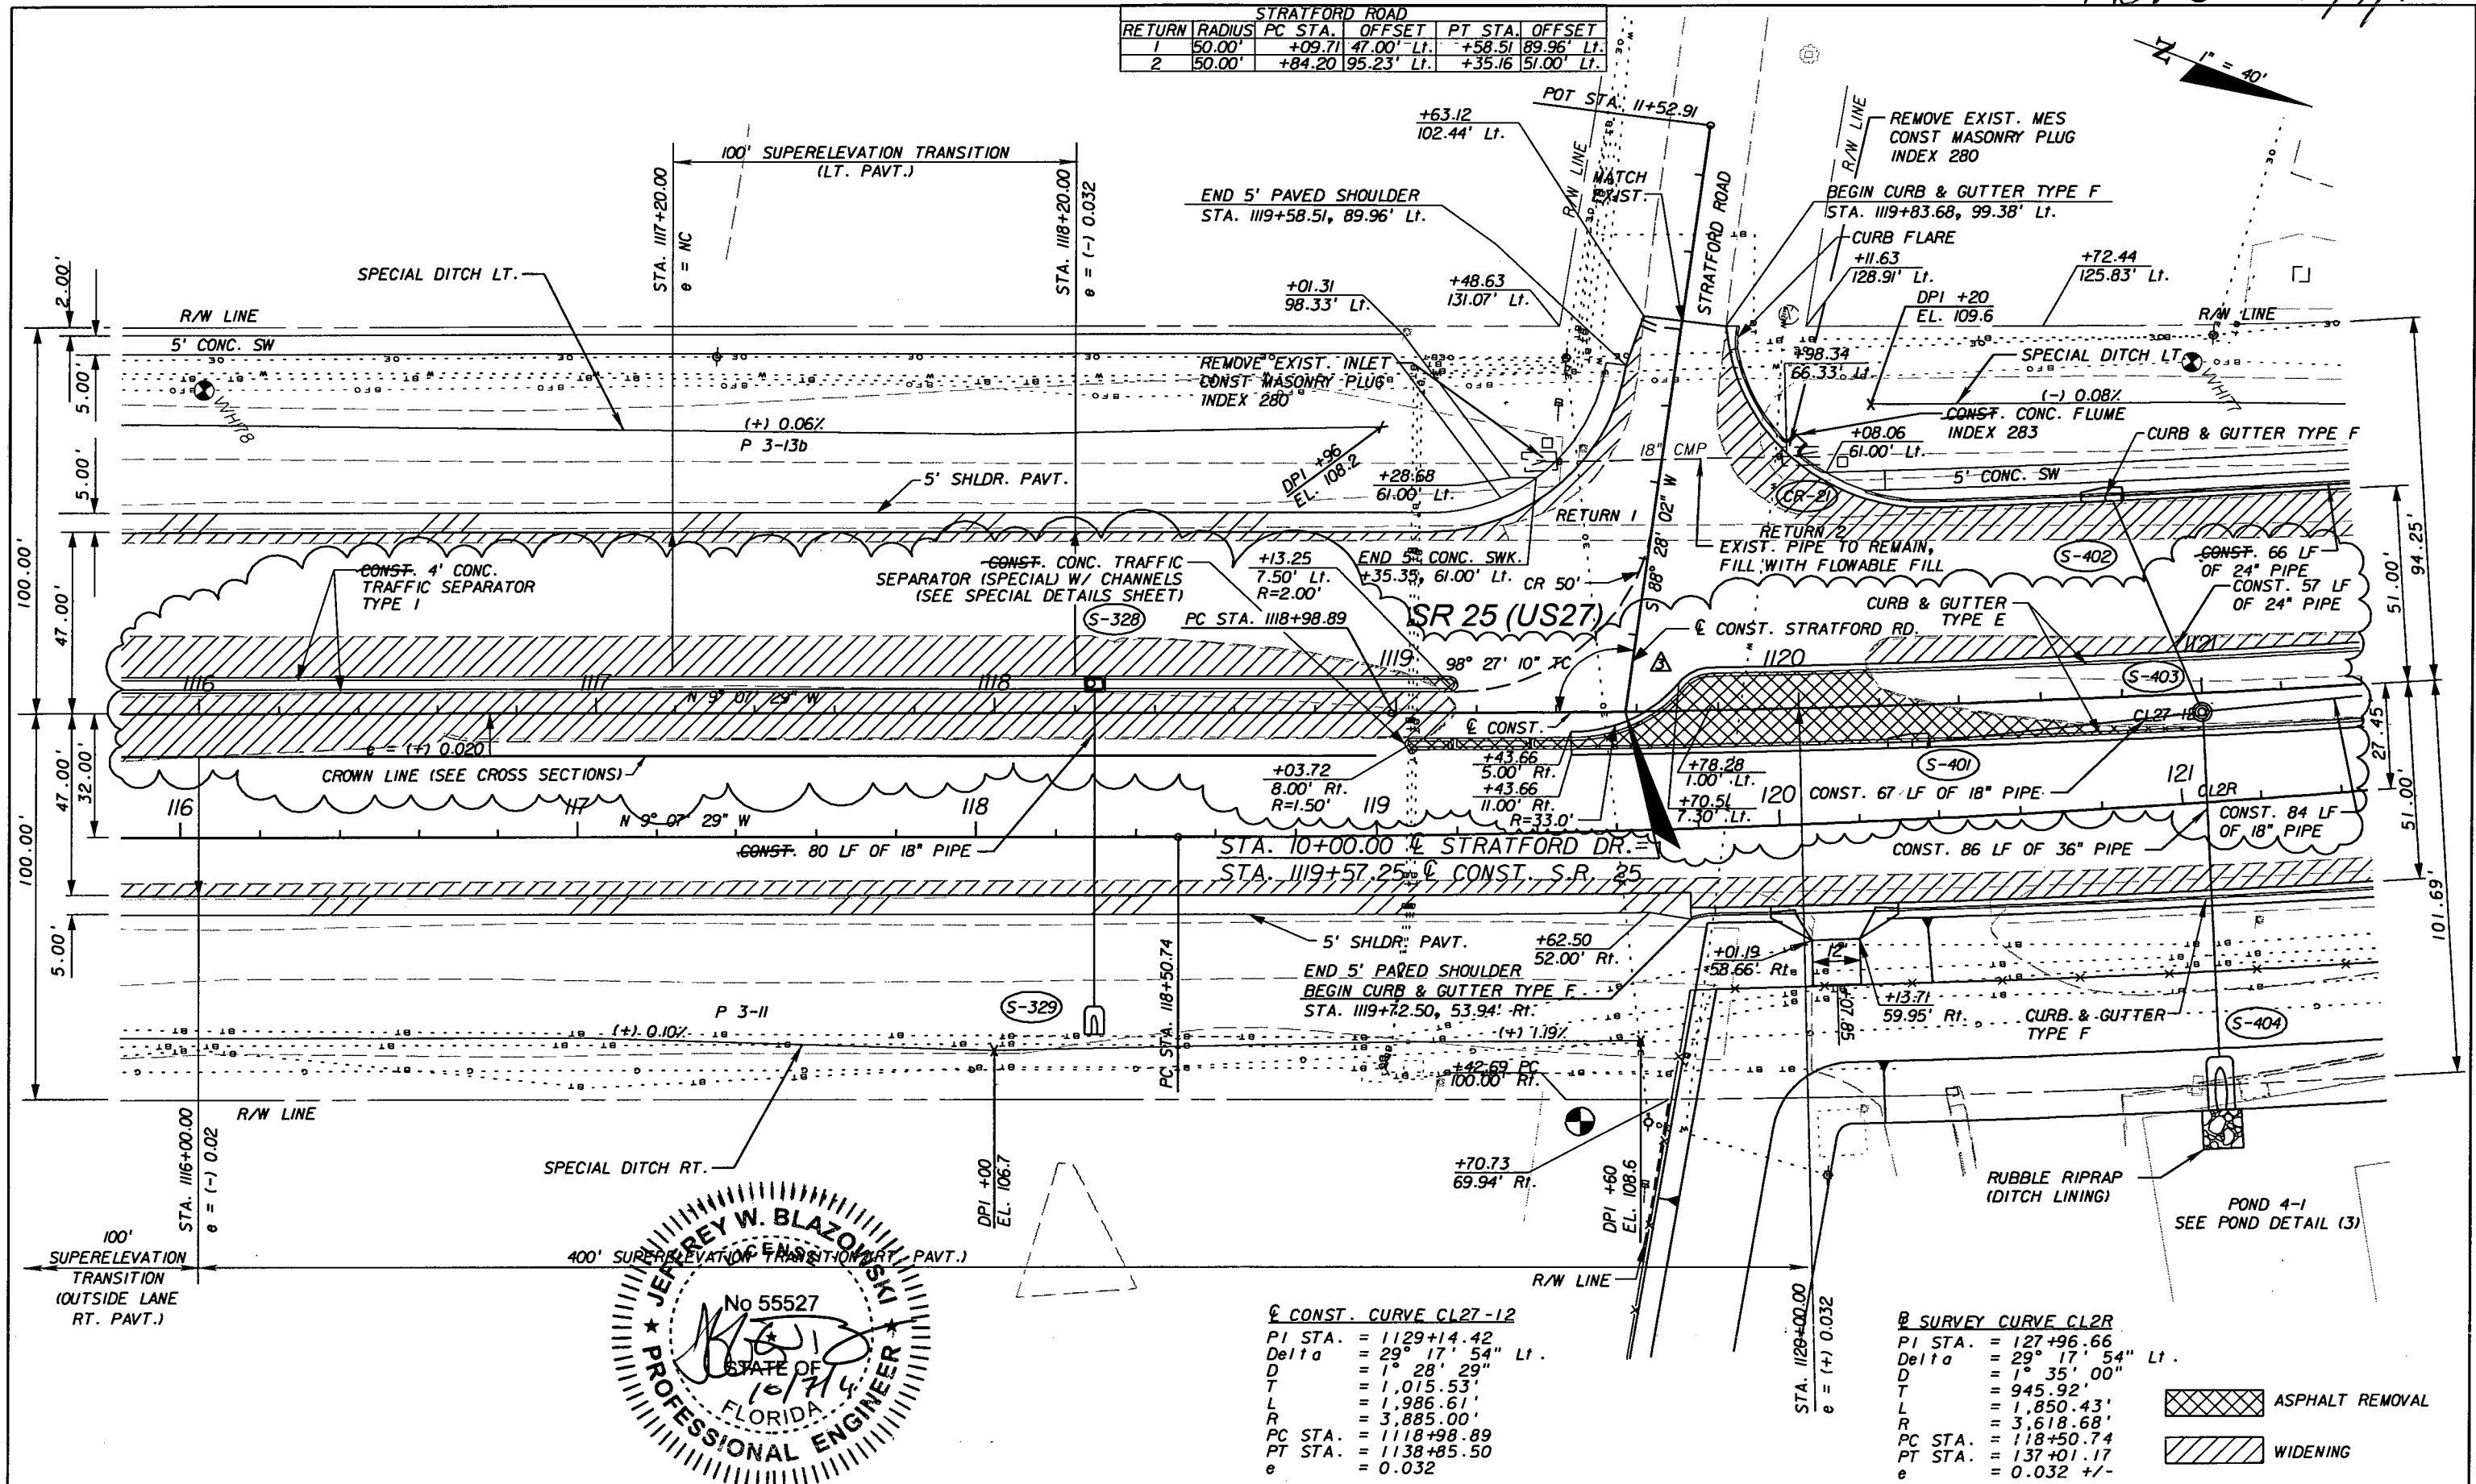 STRATFORD ROAD
RETURN RADIUS PC STA. OFFSET PT STA. OFFSET
1 50.00' +09.71 47.00' Lt. +58.51 89.96' Lt.
2 50.00' +84.20 95.23' Lt. +35.16 51.00' Lt.
N
1" = 40'
POT STA. 11+52.91
+63.12
102.44' Lt.
R/W LINE
R/W LINE
REMOVE EXIST. MES
CONST MASONRY PLUG
INDEX 280
100' SUPERELEVATION TRANSITION
(LT. PAVT.)
STA. 1117+20.00
e = NC
STA. 1118+20.00
e = (-) 0.032
MATCH
EXIST.
STRATFORD ROAD
END 5' PAVED SHOULDER
STA. 1119+58.51, 89.96' Lt.
BEGIN CURB & GUTTER TYPE F
STA. 1119+83.68, 99.38' Lt.
CURB FLARE
+11.63
128.91' Lt.
+72.44
125.83' Lt.
SPECIAL DITCH LT.
+01.31
98.33' Lt.
+48.63
131.07' Lt.
DPI +20
EL. 109.6
2.00'
R/W LINE
R/W LINE
5' CONC. SW
5.00'
WH178
REMOVE EXIST. INLET
CONST MASONRY PLUG
INDEX 280
+98.34
66.33' Lt.
SPECIAL DITCH LT.
WH177
(-) 0.08%
CONST. CONC. FLUME
INDEX 283
(+) 0.06%
P 3-13b
DPI +96
EL. 108.2
18" CMP
+08.06
61.00' Lt.
CURB & GUTTER TYPE F
5.00'
5' SHLDR. PAVT.
+28.68
61.00' Lt.
5' CONC. SW
CR-21
RETURN 1
RETURN 2
EXIST. PIPE TO REMAIN,
FILL WITH FLOWABLE FILL
S-402
CONST. 66 LF
OF 24" PIPE
CONST. 57 LF
OF 24" PIPE
51.00'
94.25'
100.00'
47.00'
CONST. 4' CONC.
TRAFFIC SEPARATOR
TYPE I
CONST. CONC. TRAFFIC
SEPARATOR (SPECIAL) W/ CHANNELS
(SEE SPECIAL DETAILS SHEET)
+13.25
7.50' Lt.
R=2.00'
END 5' CONC. SWK.
+35.35, 61.00' Lt.
CR 50'
S 88° 28' 02" W
S-328
PC STA. 1118+98.89
SR 25 (US27)
CURB & GUTTER
TYPE E
℄ CONST. STRATFORD RD.
98° 27' 10" TC
3
1116
1117
1118
1119
1120
1121
S-403
N 9° 07' 29" W
℄ CONST.
CL27-12
e = (+) 0.020
CROWN LINE (SEE CROSS SECTIONS)
S-401
27.45
+03.72
8.00' Rt.
R=1.50'
+43.66
5.00' Rt.
+43.66
11.00' Rt.
R=33.0'
+78.28
1.00' Lt.
+70.51
7.30' Lt.
116
117
118
119
120
121
CL2R
CONST. 67 LF OF 18" PIPE
CONST. 84 LF
OF 18" PIPE
47.00'
32.00'
51.00'
100.00'
N 9° 07' 29" W
CONST. 80 LF OF 18" PIPE
CONST. 86 LF OF 36" PIPE
STA. 10+00.00 ℄ STRATFORD DR.=
STA. 1119+57.25 ℄ CONST. S.R. 25
5.00'
101.69'
5' SHLDR. PAVT.
+62.50
52.00' Rt.
+01.19
58.66' Rt.
12'
END 5' PAVED SHOULDER
BEGIN CURB & GUTTER TYPE F
STA. 1119+72.50, 53.94' Rt.
+13.71
59.95' Rt.
+07.85
CURB & GUTTER
TYPE F
P 3-11
S-329
(+) 0.10%
(+) 1.19%
S-404
PC STA. 118+50.74
+42.69 PC
100.00' Rt.
R/W LINE
STA. 1116+00.00
e = (-) 0.02
SPECIAL DITCH RT.
DPI +00
EL. 106.7
+70.73
69.94' Rt.
DPI +60
EL. 108.6
RUBBLE RIPRAP
(DITCH LINING)
POND 4-1
SEE POND DETAIL (3)
100'
SUPERELEVATION
TRANSITION
(OUTSIDE LANE
RT. PAVT.)
400' SUPERELEVATION TRANSITION (RT. PAVT.)
R/W LINE
STA. 1120+00.00
e = (+) 0.032
JEFFREY W. BLAZOWSKI
LICENSE
No 55527
STATE OF
FLORIDA
PROFESSIONAL ENGINEER
℄ CONST. CURVE CL27-12
PI STA. = 1129+14.42
Delta = 29° 17' 54" Lt.
D = 1° 28' 29"
T = 1,015.53'
L = 1,986.61'
R = 3,885.00'
PC STA. = 1118+98.89
PT STA. = 1138+85.50
e = 0.032
B SURVEY CURVE CL2R
PI STA. = 127+96.66
Delta = 29° 17' 54" Lt.
D = 1° 35' 00"
T = 945.92'
L = 1,850.43'
R = 3,618.68'
PC STA. = 118+50.74
PT STA. = 137+01.17
e = 0.032 +/-
ASPHALT REMOVAL
WIDENING